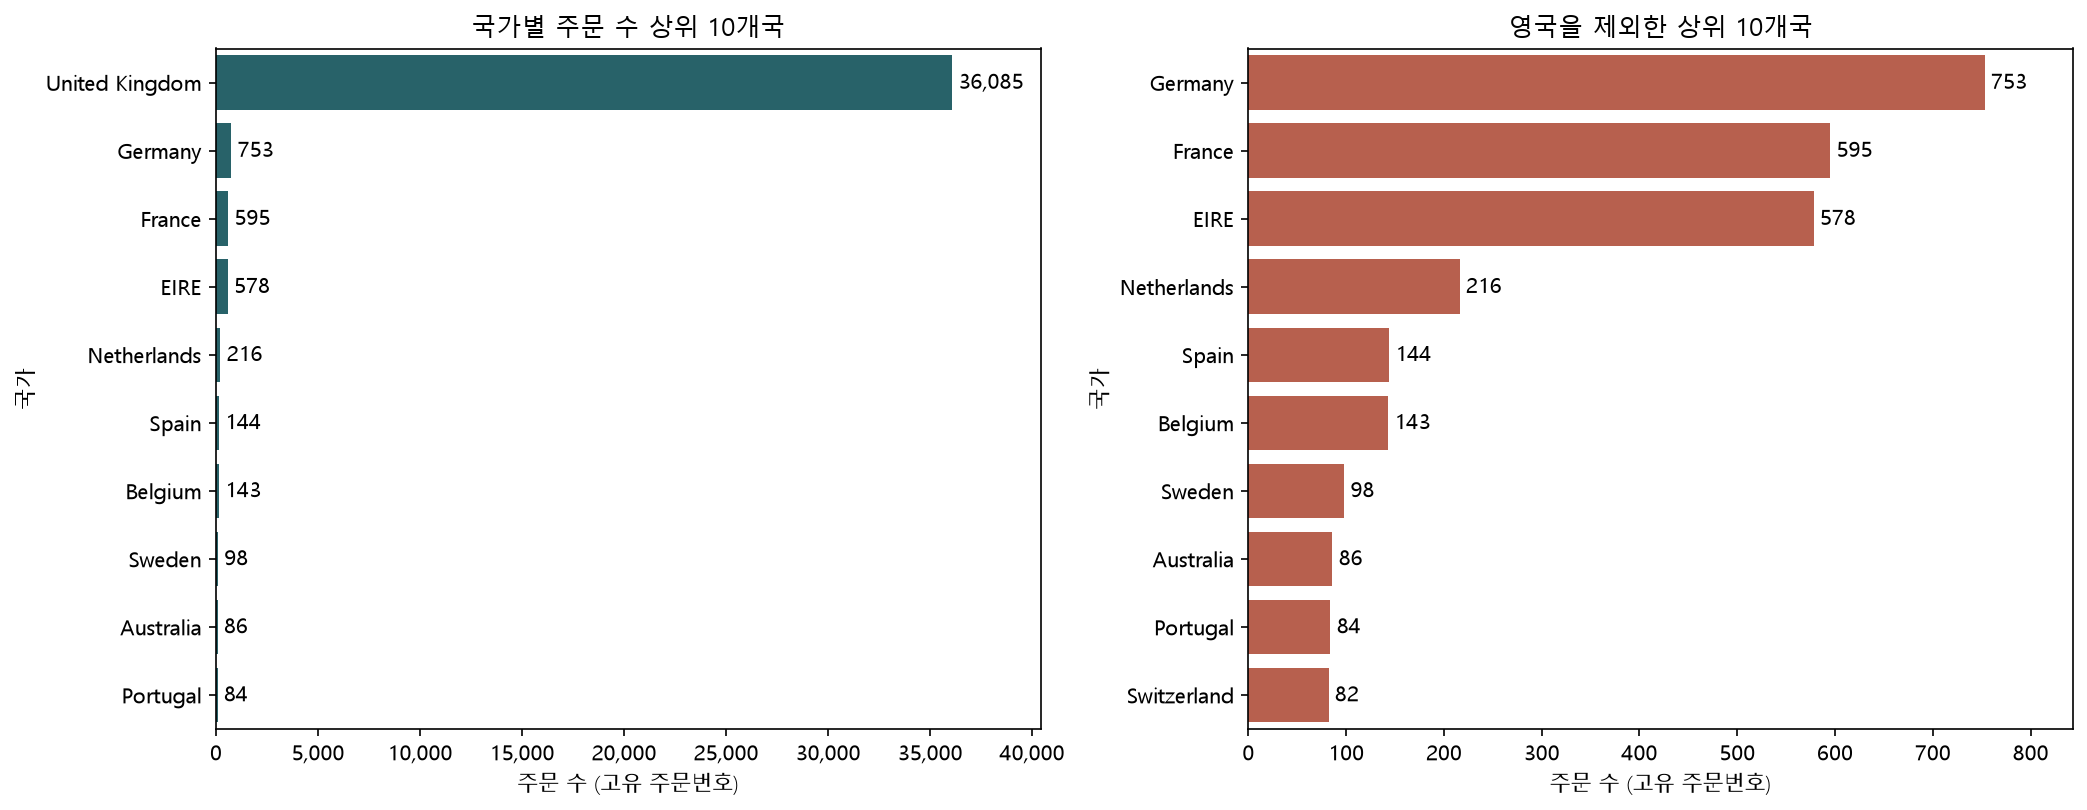 국가별 주문 수 상위 10개국
국가
United Kingdom 36,085
Germany 753
France 595
EIRE 578
Netherlands 216
Spain 144
Belgium 143
Sweden 98
Australia 86
Portugal 84
0 5,000 10,000 15,000 20,000 25,000 30,000 35,000 40,000
주문 수 (고유 주문번호)
영국을 제외한 상위 10개국
국가
Germany 753
France 595
EIRE 578
Netherlands 216
Spain 144
Belgium 143
Sweden 98
Australia 86
Portugal 84
Switzerland 82
0 100 200 300 400 500 600 700 800
주문 수 (고유 주문번호)